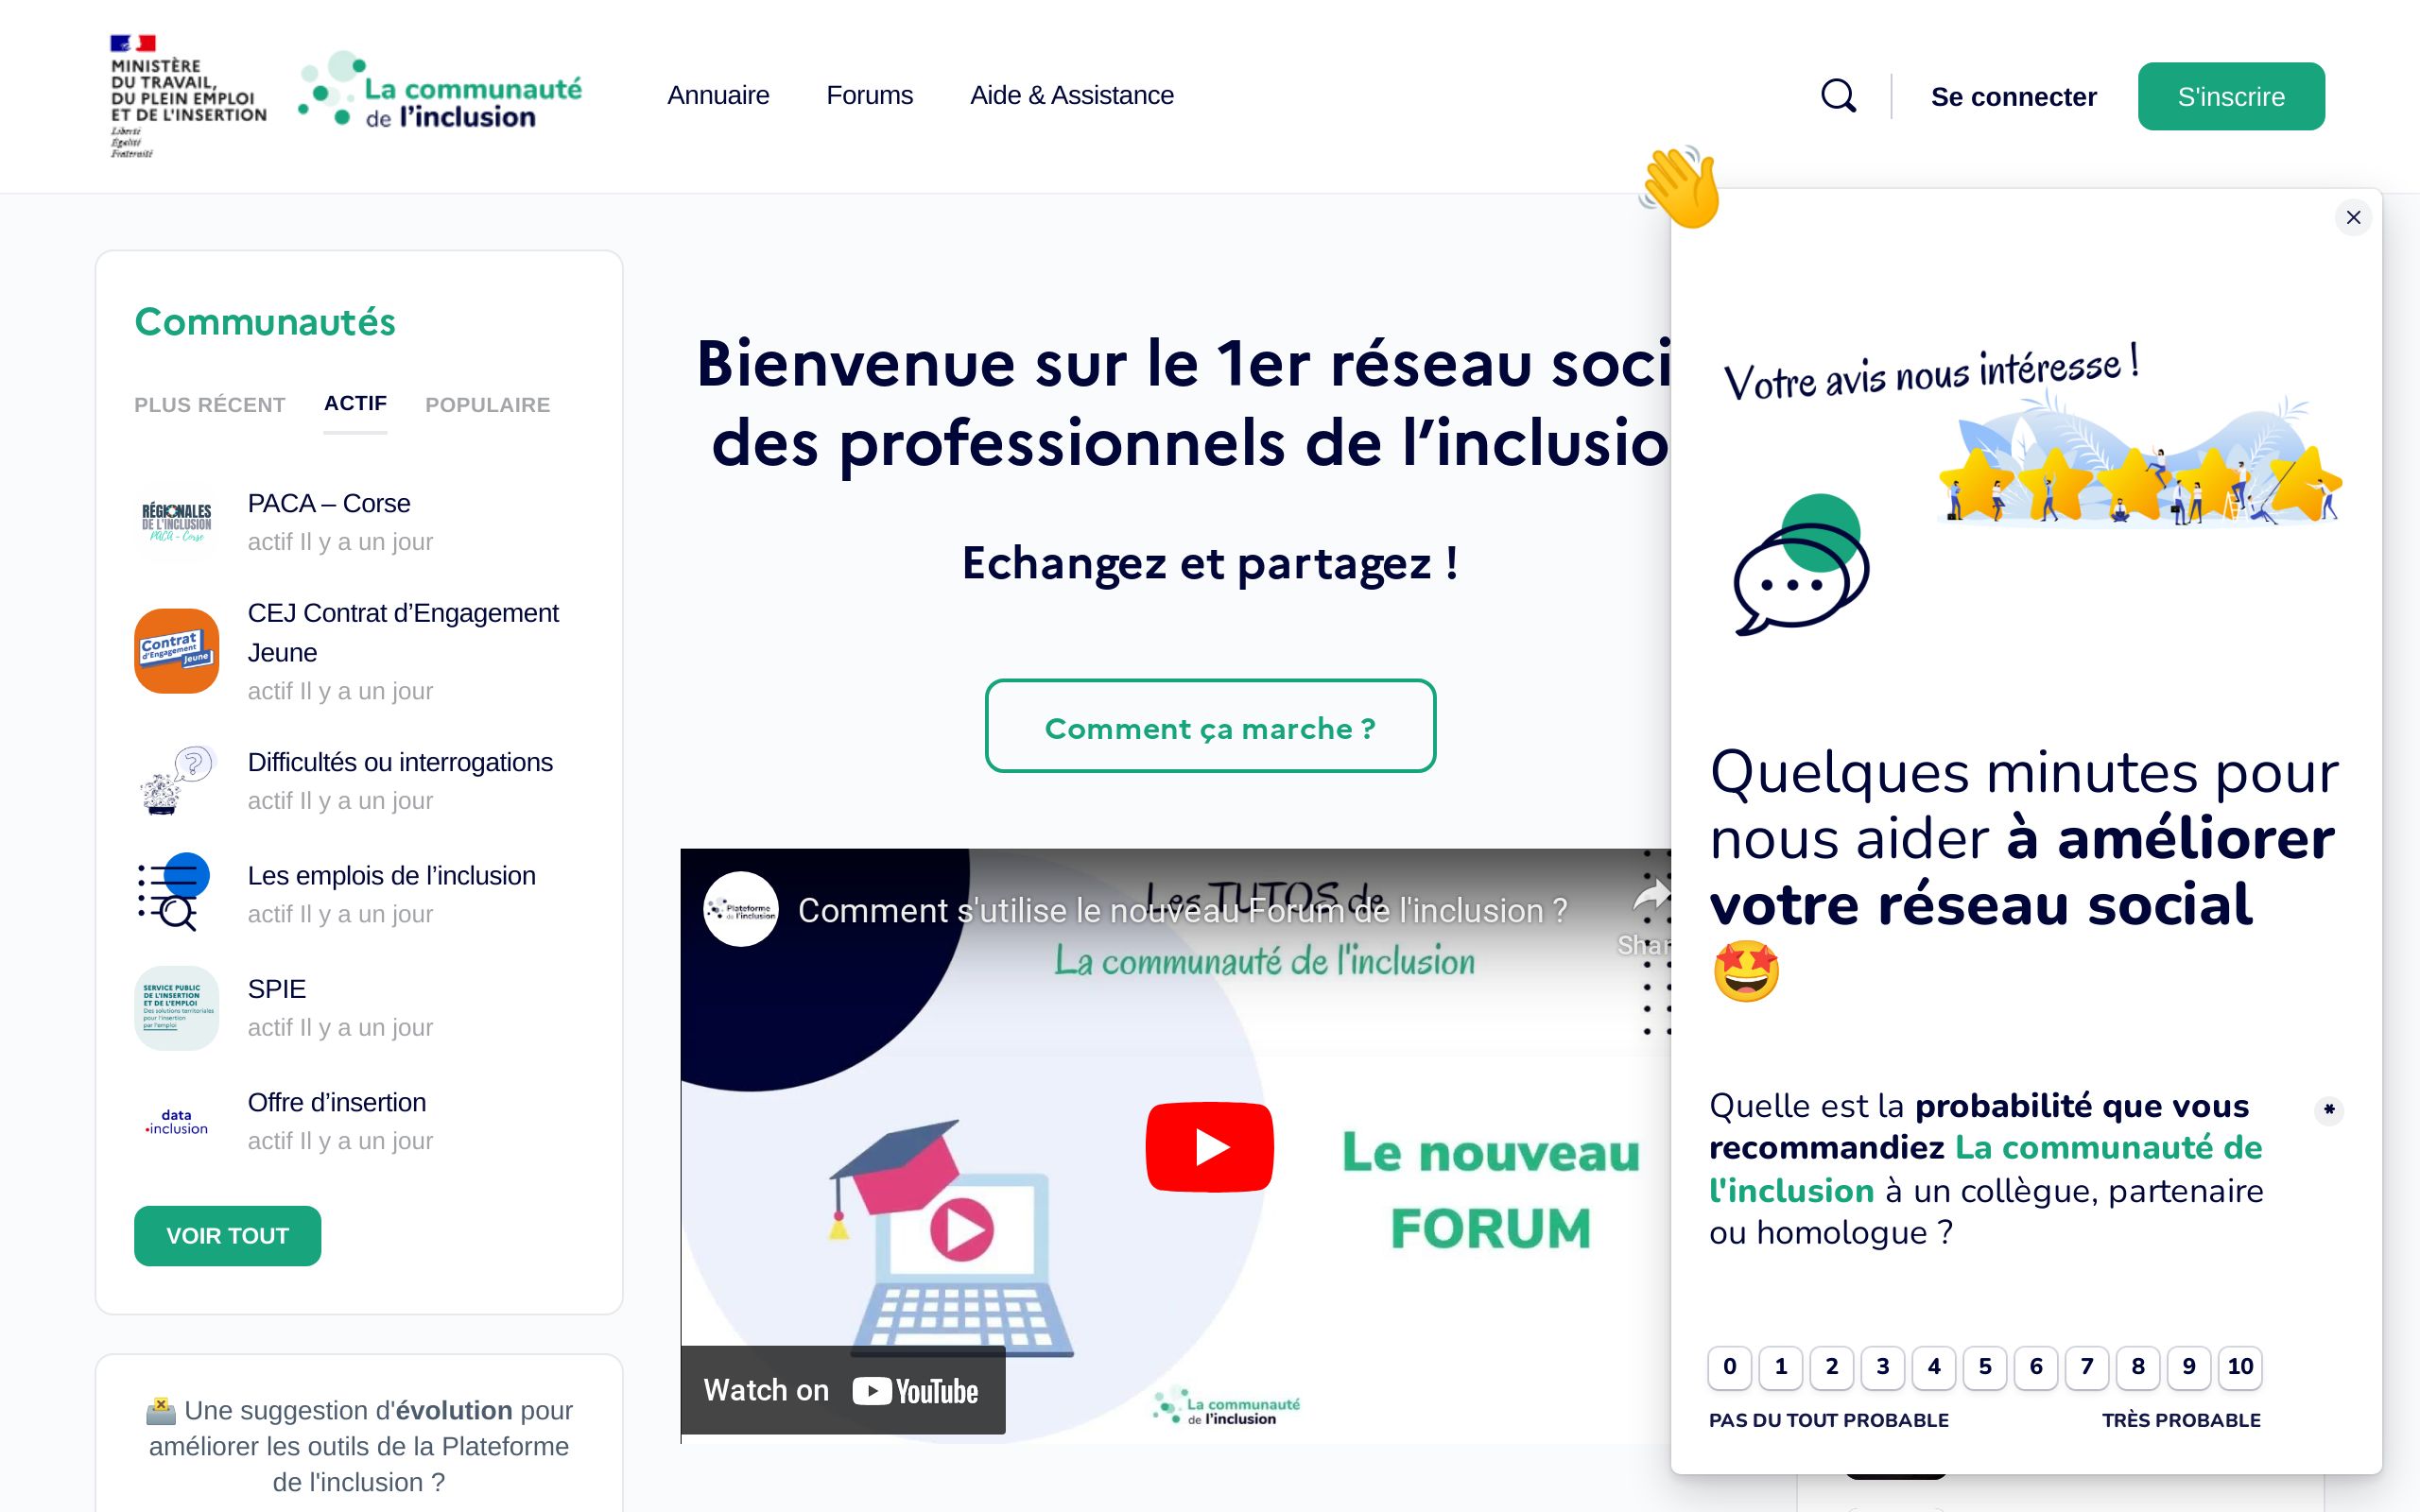 MINISTÈRE
DU TRAVAIL,
DU PLEIN EMPLOI
ET DE L'INSERTION
Liberté
Égalité
Fraternité
La communauté
de l'inclusion
Annuaire
Forums
Aide & Assistance
Se connecter
S'inscrire
Communautés
PLUS RÉCENT
ACTIF
POPULAIRE
RÉGIONALES
DE L'INCLUSION
PACA - Corse
PACA – Corse
actif Il y a un jour
Contrat
d'Engagement
Jeune
CEJ Contrat d’Engagement
Jeune
actif Il y a un jour
?
Difficultés ou interrogations
actif Il y a un jour
Les emplois de l’inclusion
actif Il y a un jour
SERVICE PUBLIC
DE L'INSERTION
ET DE L'EMPLOI
Des solutions territoriales
pour l'insertion
par l'emploi
SPIE
actif Il y a un jour
data
.inclusion
Offre d’insertion
actif Il y a un jour
VOIR TOUT
Une suggestion d'évolution pour
améliorer les outils de la Plateforme
de l'inclusion ?
Bienvenue sur le 1er réseau soci
des professionnels de l’inclusio
Echangez et partagez !
Comment ça marche ?
Plateforme
de l'inclusion
Comment s'utilise le nouveau Forum de l'inclusion ?
Les TUTOS de
La communauté de l'inclusion
Shar
Le nouveau
FORUM
Watch on YouTube
La communauté
de l'inclusion
Votre avis nous intéresse !
Quelques minutes pour
nous aider à améliorer
votre réseau social
Quelle est la probabilité que vous
recommandiez La communauté de
l'inclusion à un collègue, partenaire
ou homologue ?
*
0 1 2 3 4 5 6 7 8 9 10
PAS DU TOUT PROBABLE
TRÈS PROBABLE